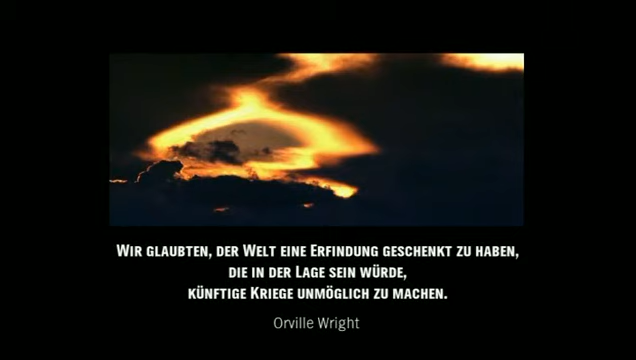 Wir glaubten, der Welt eine Erfindung geschenkt zu haben,
die in der Lage sein würde,
künftige Kriege unmöglich zu machen.
Orville Wright